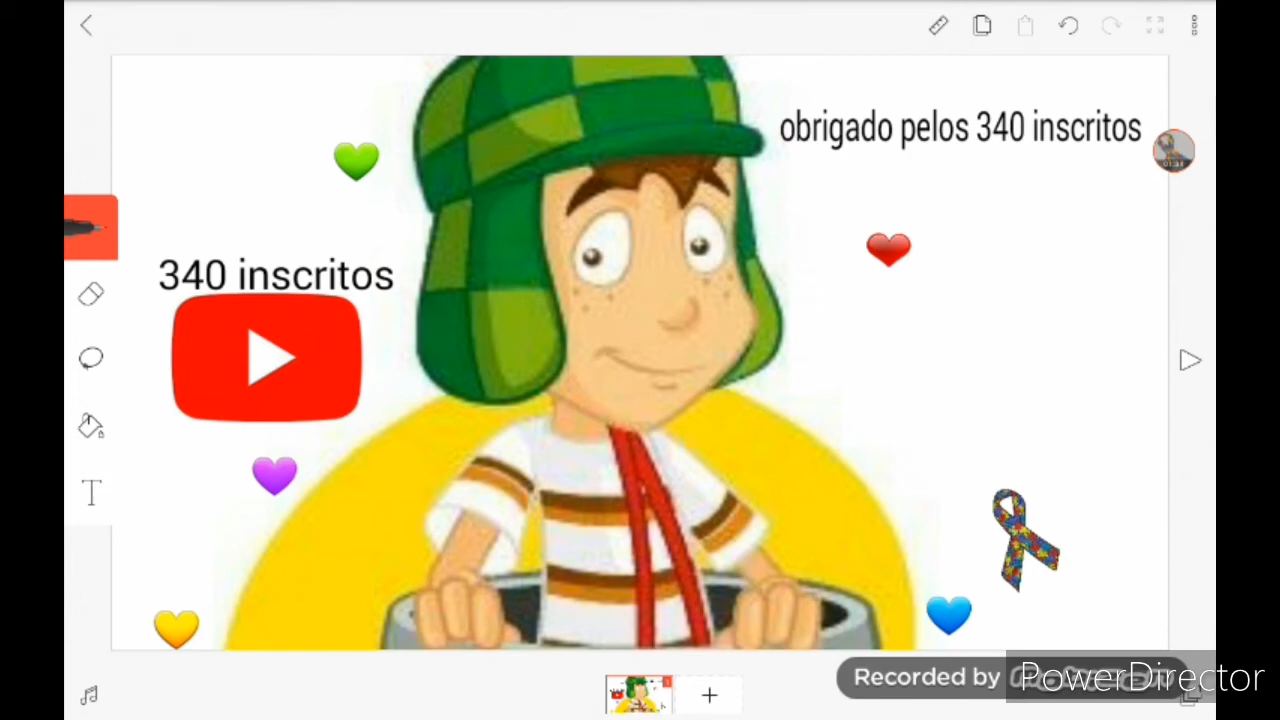 obrigado pelos 340 inscritos
340 inscritos
T
Recorded by
PowerDirector